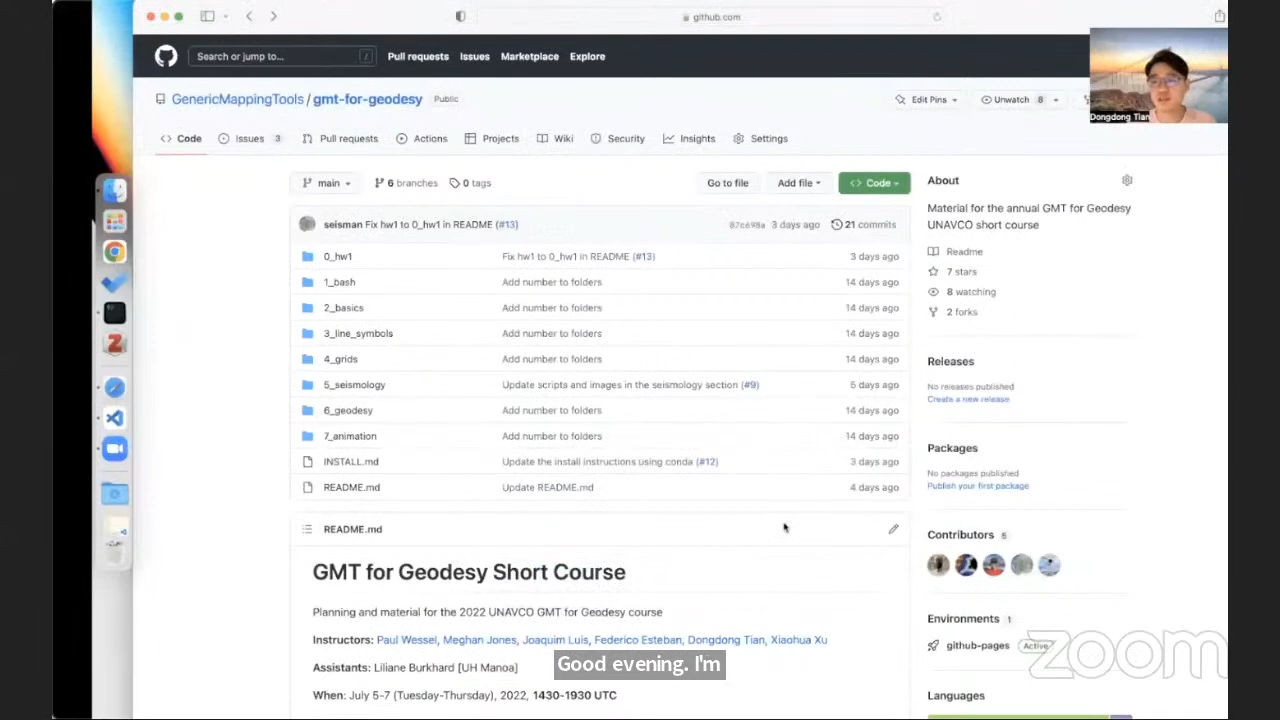 github.com
Search or jump to... /
Pull requests Issues Marketplace Explore
GenericMappingTools / gmt-for-geodesy Public
Edit Pins Unwatch 8
Dongdong Tian
Code Issues 3 Pull requests Actions Projects Wiki Security Insights Settings
main 6 branches 0 tags Go to file Add file Code
seisman Fix hw1 to 0_hw1 in README (#13) 87c698a 3 days ago 21 commits
0_hw1 Fix hw1 to 0_hw1 in README (#13) 3 days ago
1_bash Add number to folders 14 days ago
2_basics Add number to folders 14 days ago
3_line_symbols Add number to folders 14 days ago
4_grids Add number to folders 14 days ago
5_seismology Update scripts and images in the seismology section (#9) 6 days ago
6_geodesy Add number to folders 14 days ago
7_animation Add number to folders 14 days ago
INSTALL.md Update the install instructions using conda (#12) 3 days ago
README.md Update README.md 4 days ago
README.md
GMT for Geodesy Short Course
Planning and material for the 2022 UNAVCO GMT for Geodesy course
Instructors: Paul Wessel, Meghan Jones, Joaquim Luis, Federico Esteban, Dongdong Tian, Xiaohua Xu
Assistants: Liliane Burkhard [UH Manoa]
When: July 5-7 (Tuesday-Thursday), 2022, 1430-1930 UTC
About
Material for the annual GMT for Geodesy
UNAVCO short course
Readme
7 stars
8 watching
2 forks
Releases
No releases published
Create a new release
Packages
No packages published
Publish your first package
Contributors 5
Environments 1
github-pages Active
Languages
Good evening. I'm
zoom